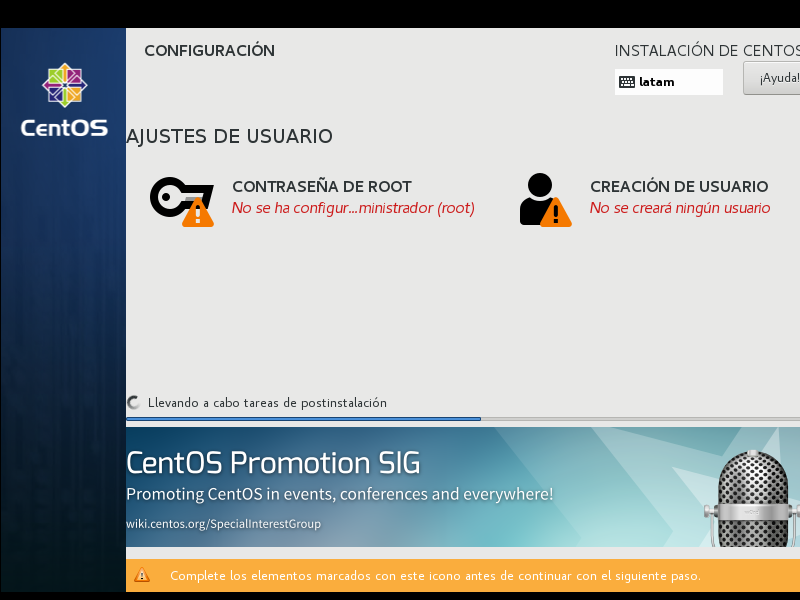 CONFIGURACIÓN
INSTALACIÓN DE CENTOS
latam
¡Ayuda!
CentOS
AJUSTES DE USUARIO
CONTRASEÑA DE ROOT
No se ha configur...ministrador (root)
CREACIÓN DE USUARIO
No se creará ningún usuario
Llevando a cabo tareas de postinstalación
CentOS Promotion SIG
Promoting CentOS in events, conferences and everywhere!
wiki.centos.org/SpecialInterestGroup
Complete los elementos marcados con este icono antes de continuar con el siguiente paso.